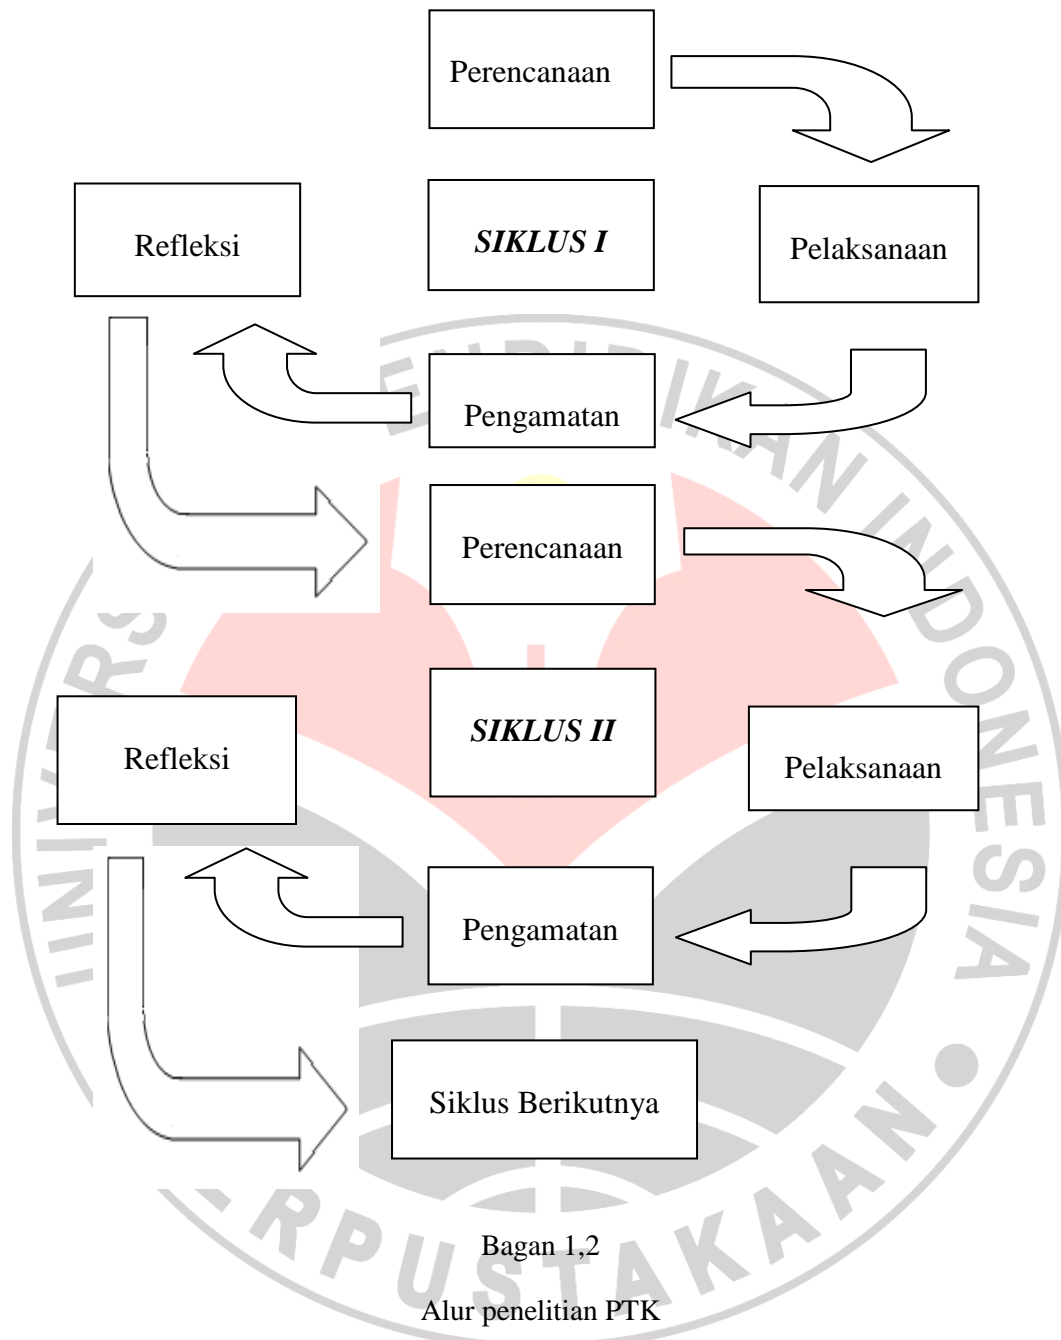 Perencanaan
Refleksi
SIKLUS I
Pelaksanaan
Pengamatan
Perencanaan
Refleksi
SIKLUS II
Pelaksanaan
Pengamatan
Siklus Berikutnya
Bagan 1,2
Alur penelitian PTK
INDONESIA